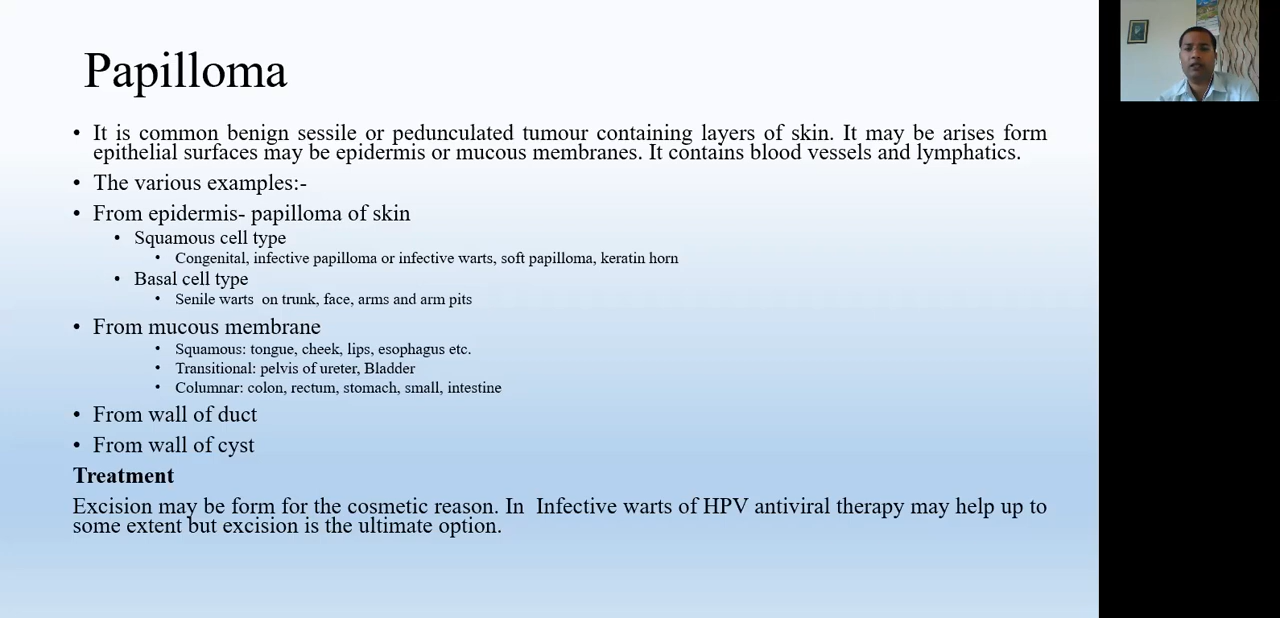 Papilloma
• It is common benign sessile or pedunculated tumour containing layers of skin. It may be arises form
epithelial surfaces may be epidermis or mucous membranes. It contains blood vessels and lymphatics.
• The various examples:-
• From epidermis- papilloma of skin
• Squamous cell type
• Congenital, infective papilloma or infective warts, soft papilloma, keratin horn
• Basal cell type
• Senile warts on trunk, face, arms and arm pits
• From mucous membrane
• Squamous: tongue, cheek, lips, esophagus etc.
• Transitional: pelvis of ureter, Bladder
• Columnar: colon, rectum, stomach, small, intestine
• From wall of duct
• From wall of cyst
Treatment
Excision may be form for the cosmetic reason. In Infective warts of HPV antiviral therapy may help up to
some extent but excision is the ultimate option.